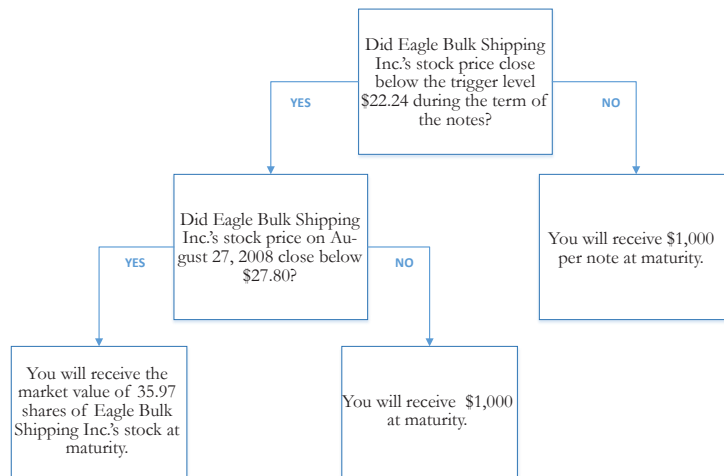 Did Eagle Bulk Shipping
Inc.'s stock price close
below the trigger level
$22.24 during the term of
the notes?
YES
NO
Did Eagle Bulk Shipping
Inc.'s stock price on Au-
gust 27, 2008 close below
$27.80?
You will receive $1,000
per note at maturity.
YES
NO
You will receive the
market value of 35.97
shares of Eagle Bulk
Shipping Inc.'s stock at
maturity.
You will receive $1,000
at maturity.